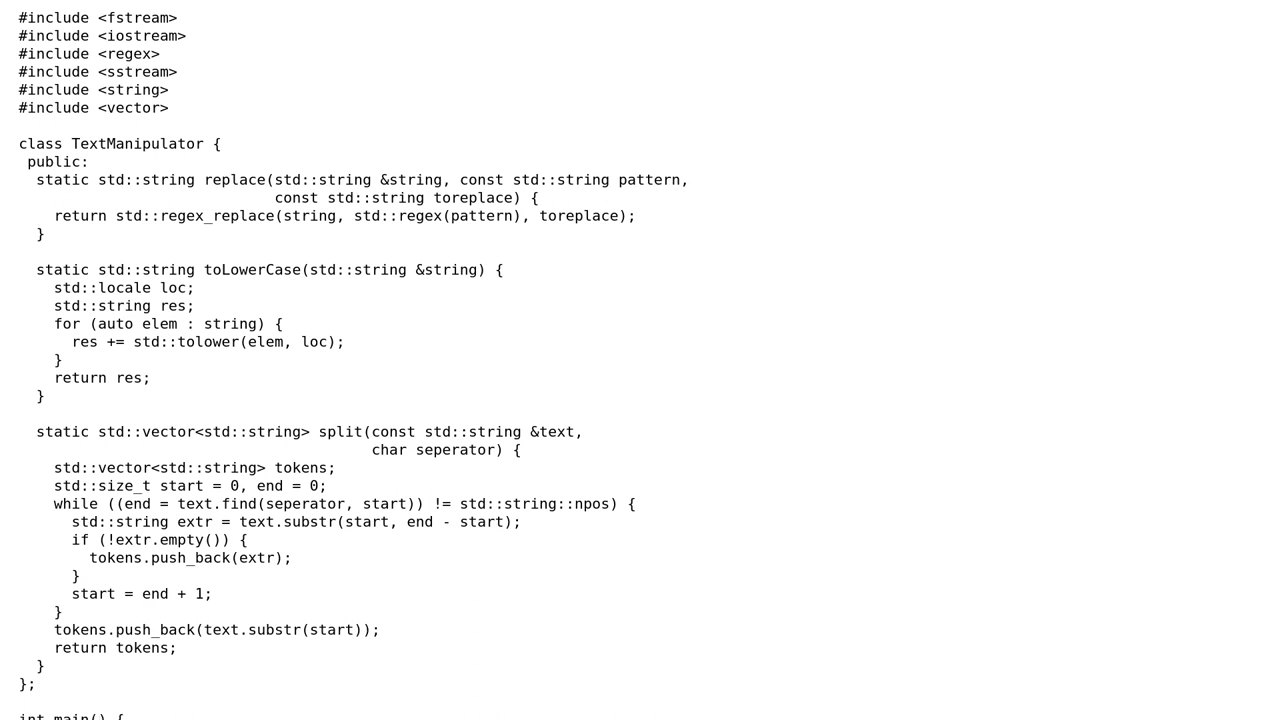 #include <fstream>
#include <iostream>
#include <regex>
#include <sstream>
#include <string>
#include <vector>

class TextManipulator {
 public:
  static std::string replace(std::string &string, const std::string pattern,
                             const std::string toreplace) {
    return std::regex_replace(string, std::regex(pattern), toreplace);
  }

  static std::string toLowerCase(std::string &string) {
    std::locale loc;
    std::string res;
    for (auto elem : string) {
      res += std::tolower(elem, loc);
    }
    return res;
  }

  static std::vector<std::string> split(const std::string &text,
                                        char seperator) {
    std::vector<std::string> tokens;
    std::size_t start = 0, end = 0;
    while ((end = text.find(seperator, start)) != std::string::npos) {
      std::string extr = text.substr(start, end - start);
      if (!extr.empty()) {
        tokens.push_back(extr);
      }
      start = end + 1;
    }
    tokens.push_back(text.substr(start));
    return tokens;
  }
};

int main() {